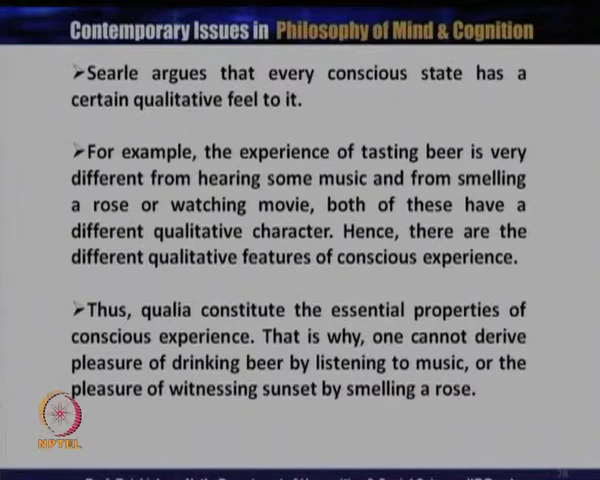 Contemporary Issues in Philosophy of Mind & Cognition
➢Searle argues that every conscious state has a
certain qualitative feel to it.
➢For example, the experience of tasting beer is very
different from hearing some music and from smelling
a rose or watching movie, both of these have a
different qualitative character. Hence, there are the
different qualitative features of conscious experience.
➢Thus, qualia constitute the essential properties of
conscious experience. That is why, one cannot derive
pleasure of drinking beer by listening to music, or the
pleasure of witnessing sunset by smelling a rose.
NPTEL